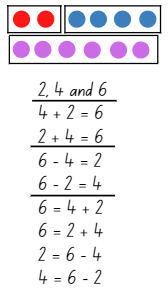 2, 4 and 6
4 + 2 = 6
2 + 4 = 6
6 - 4 = 2
6 - 2 = 4
6 = 4 + 2
6 = 2 + 4
2 = 6 - 4
4 = 6 - 2